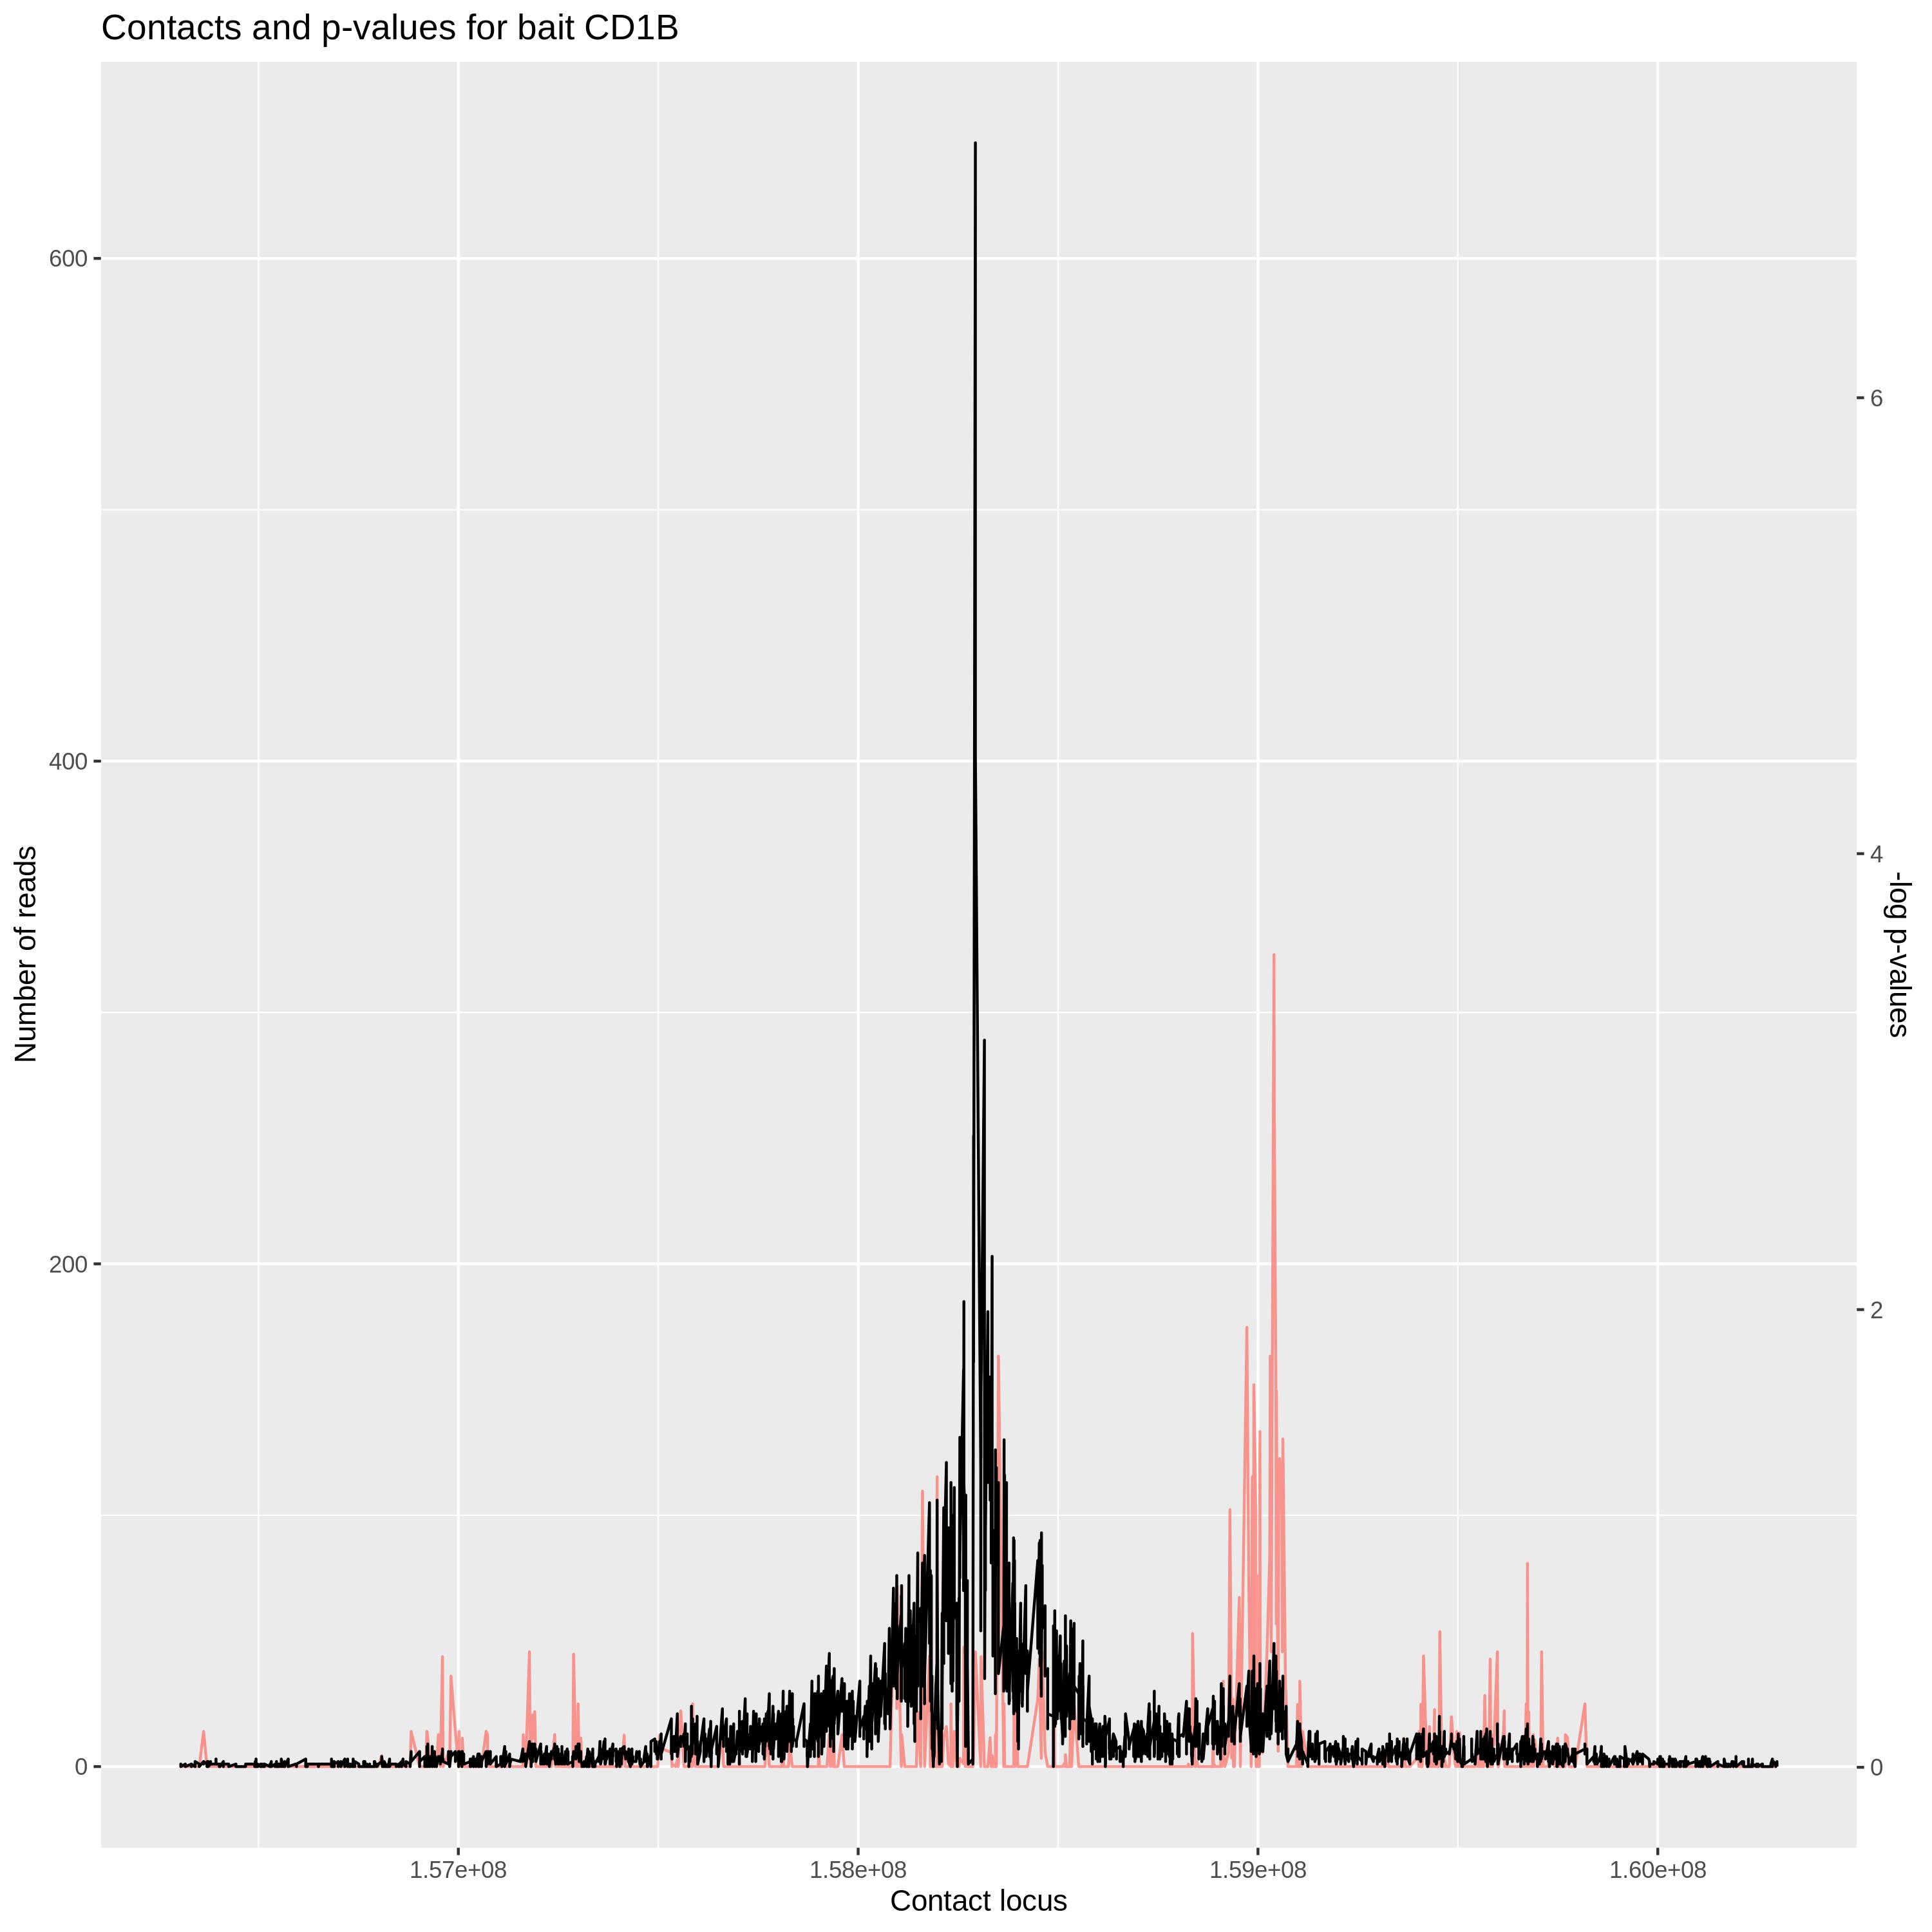 Contacts and p-values for bait CD1B
Number of reads
600
400
200
0
6
4
2
0
-log p-values
1.57e+08
1.58e+08
1.59e+08
1.60e+08
Contact locus